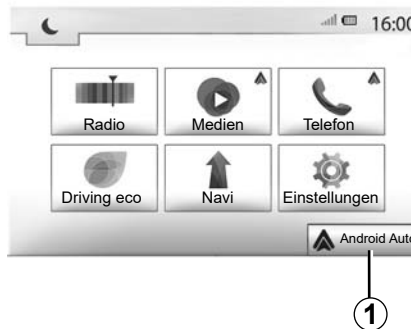 16:00
Radio
Medien
Telefon
Driving eco
Navi
Einstellungen
Android Auto
1